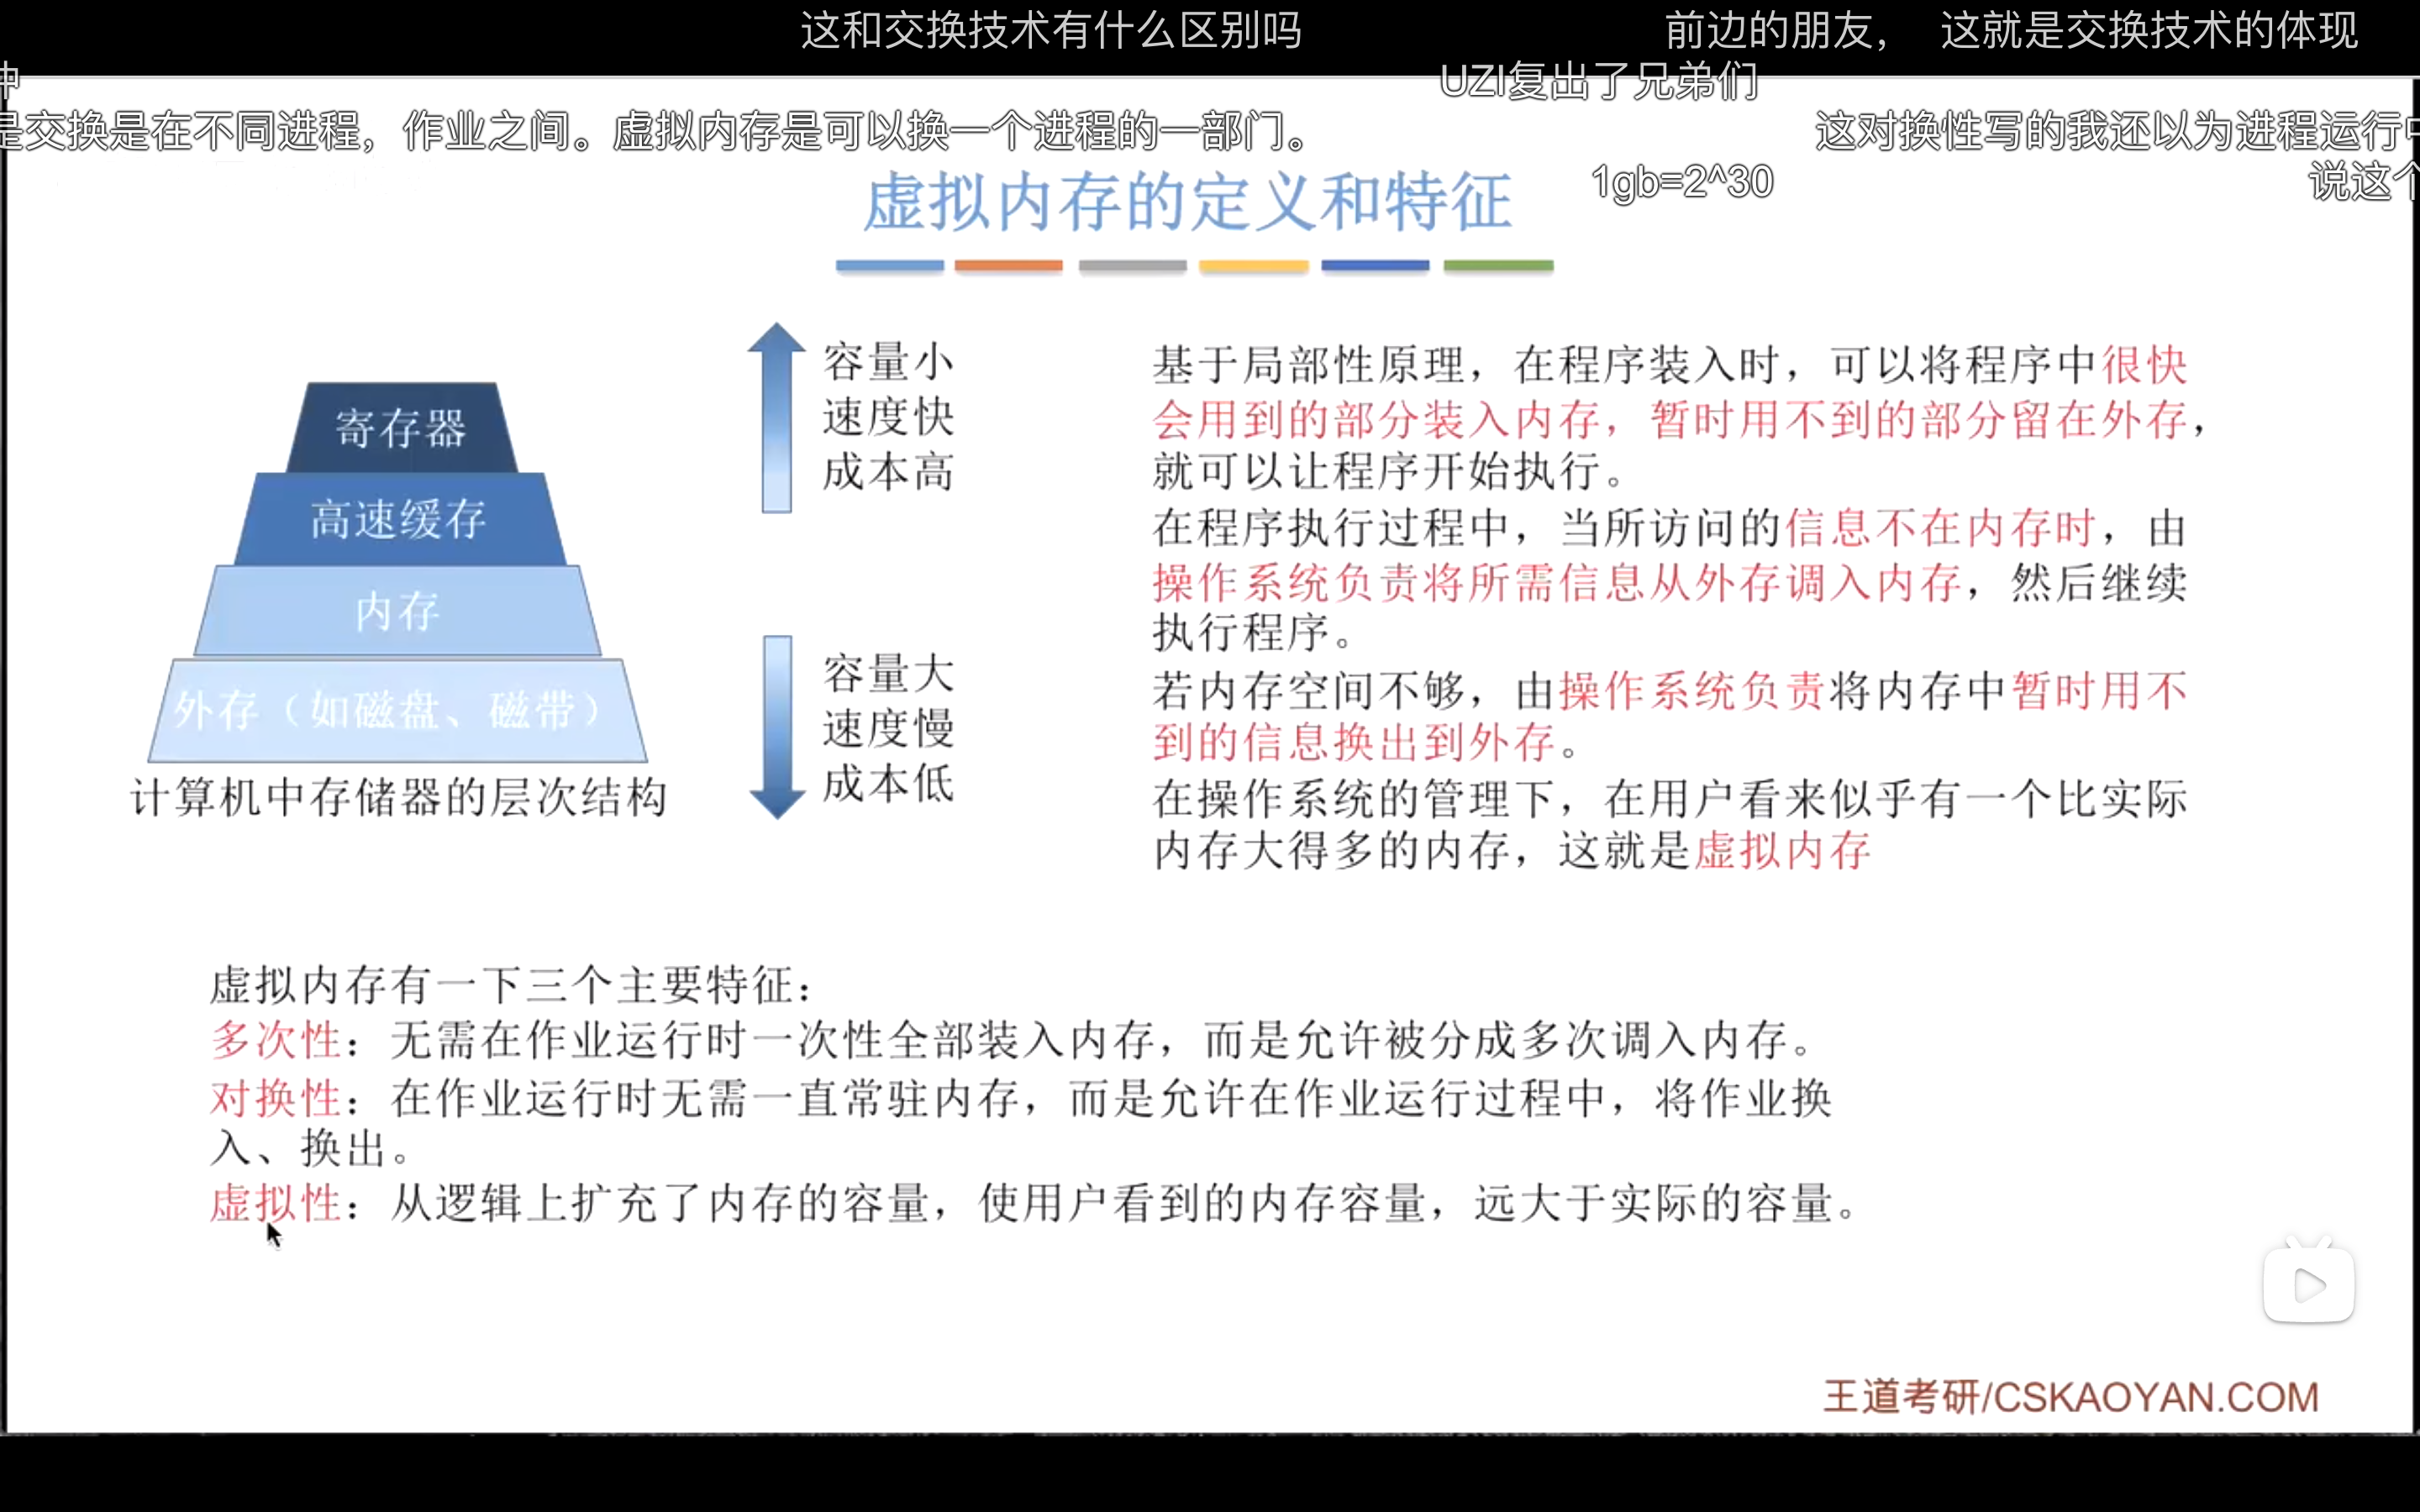 这和交换技术有什么区别吗
前边的朋友， 这就是交换技术的体现
UZI复出了兄弟们
是交换是在不同进程，作业之间。虚拟内存是可以换一个进程的一部门。
这对换性写的我还以为进程运行中
1gb=2^30
说这个
虚拟内存的定义和特征
寄存器
高速缓存
内存
外存（如磁盘、磁带）
计算机中存储器的层次结构
容量小
速度快
成本高
容量大
速度慢
成本低
基于局部性原理，在程序装入时，可以将程序中很快
会用到的部分装入内存，暂时用不到的部分留在外存，
就可以让程序开始执行。
在程序执行过程中，当所访问的信息不在内存时，由
操作系统负责将所需信息从外存调入内存，然后继续
执行程序。
若内存空间不够，由操作系统负责将内存中暂时用不
到的信息换出到外存。
在操作系统的管理下，在用户看来似乎有一个比实际
内存大得多的内存，这就是虚拟内存
虚拟内存有一下三个主要特征：
多次性：无需在作业运行时一次性全部装入内存，而是允许被分成多次调入内存。
对换性：在作业运行时无需一直常驻内存，而是允许在作业运行过程中，将作业换
入、换出。
虚拟性：从逻辑上扩充了内存的容量，使用户看到的内存容量，远大于实际的容量。
王道考研/CSKAOYAN.COM